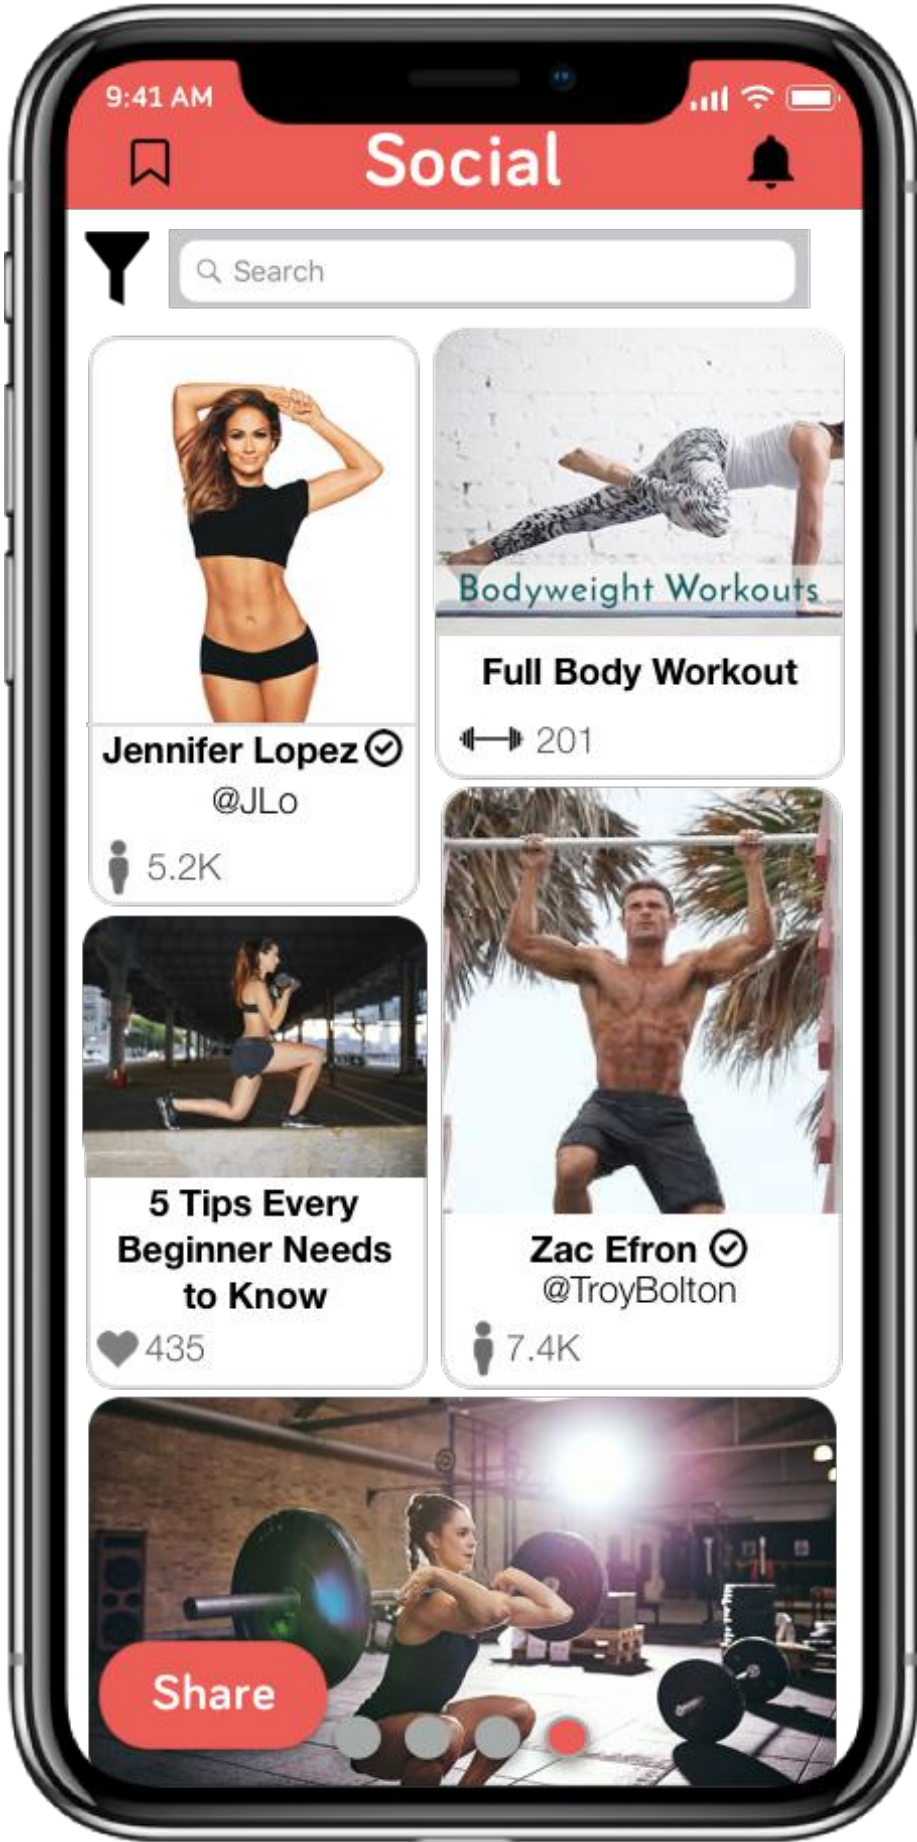 9:41 AM
Social
Search
Bodyweight Workouts
Full Body Workout
201
Jennifer Lopez
@JLo
5.2K
5 Tips Every
Beginner Needs
to Know
435
Zac Efron
@TroyBolton
7.4K
Share